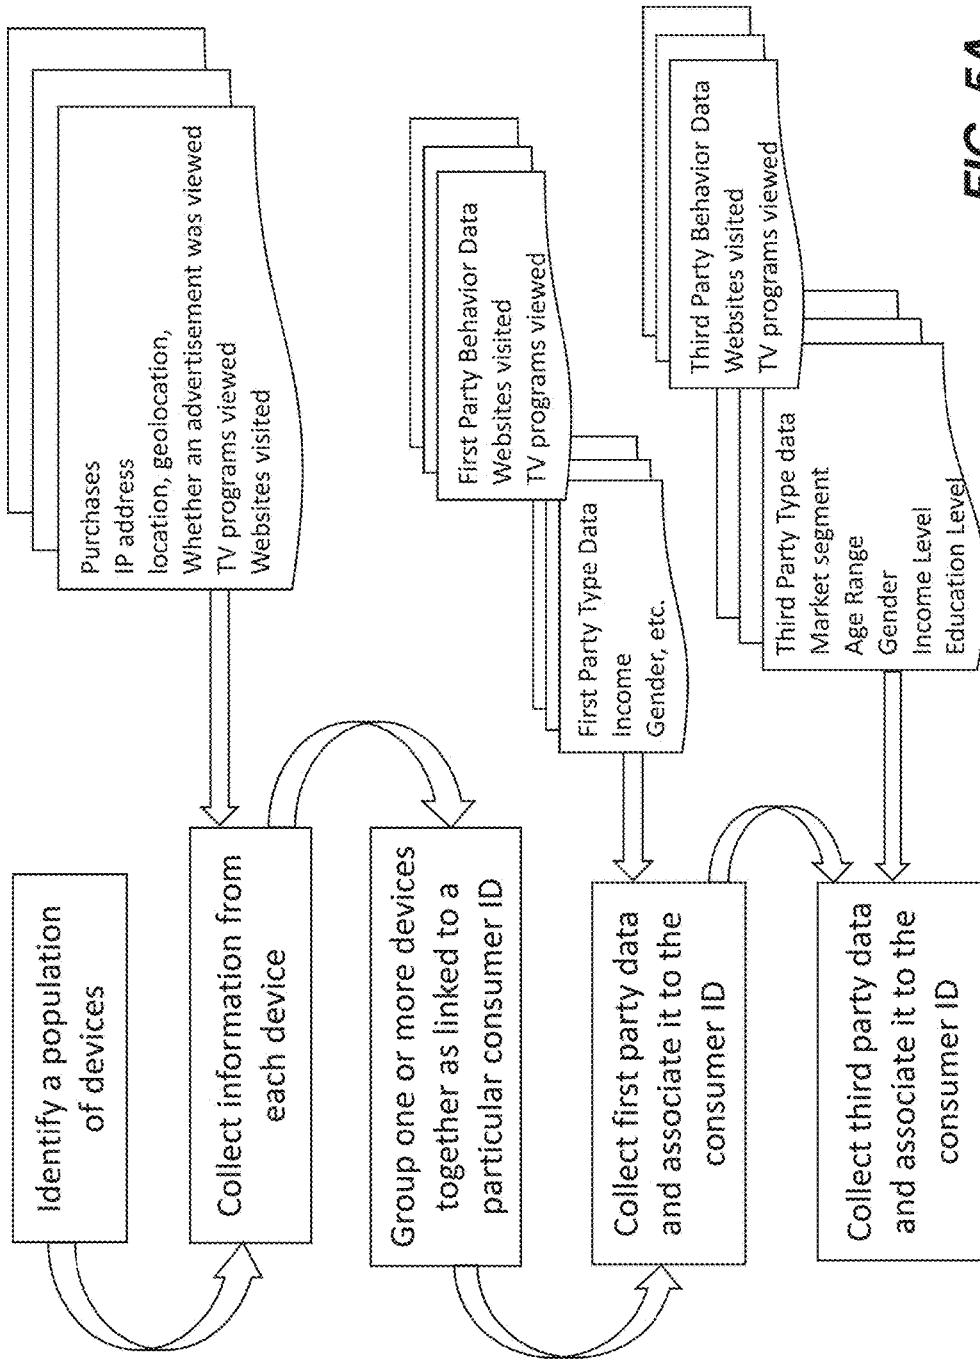 Identify a population
of devices
Collect information from
each device
Purchases
IP address
location, geolocation,
Whether an advertisement was viewed
TV programs viewed
Websites visited
Group one or more devices
together as linked to a
particular consumer ID
Collect first party data
and associate it to the
consumer ID
First Party Type Data
Income
Gender, etc.
First Party Behavior Data
Websites visited
TV programs viewed
Collect third party data
and associate it to the
consumer ID
Third Party Type data
Market segment
Age Range
Gender
Income Level
Education Level
Third Party Behavior Data
Websites visited
TV programs viewed
FIG. 5A